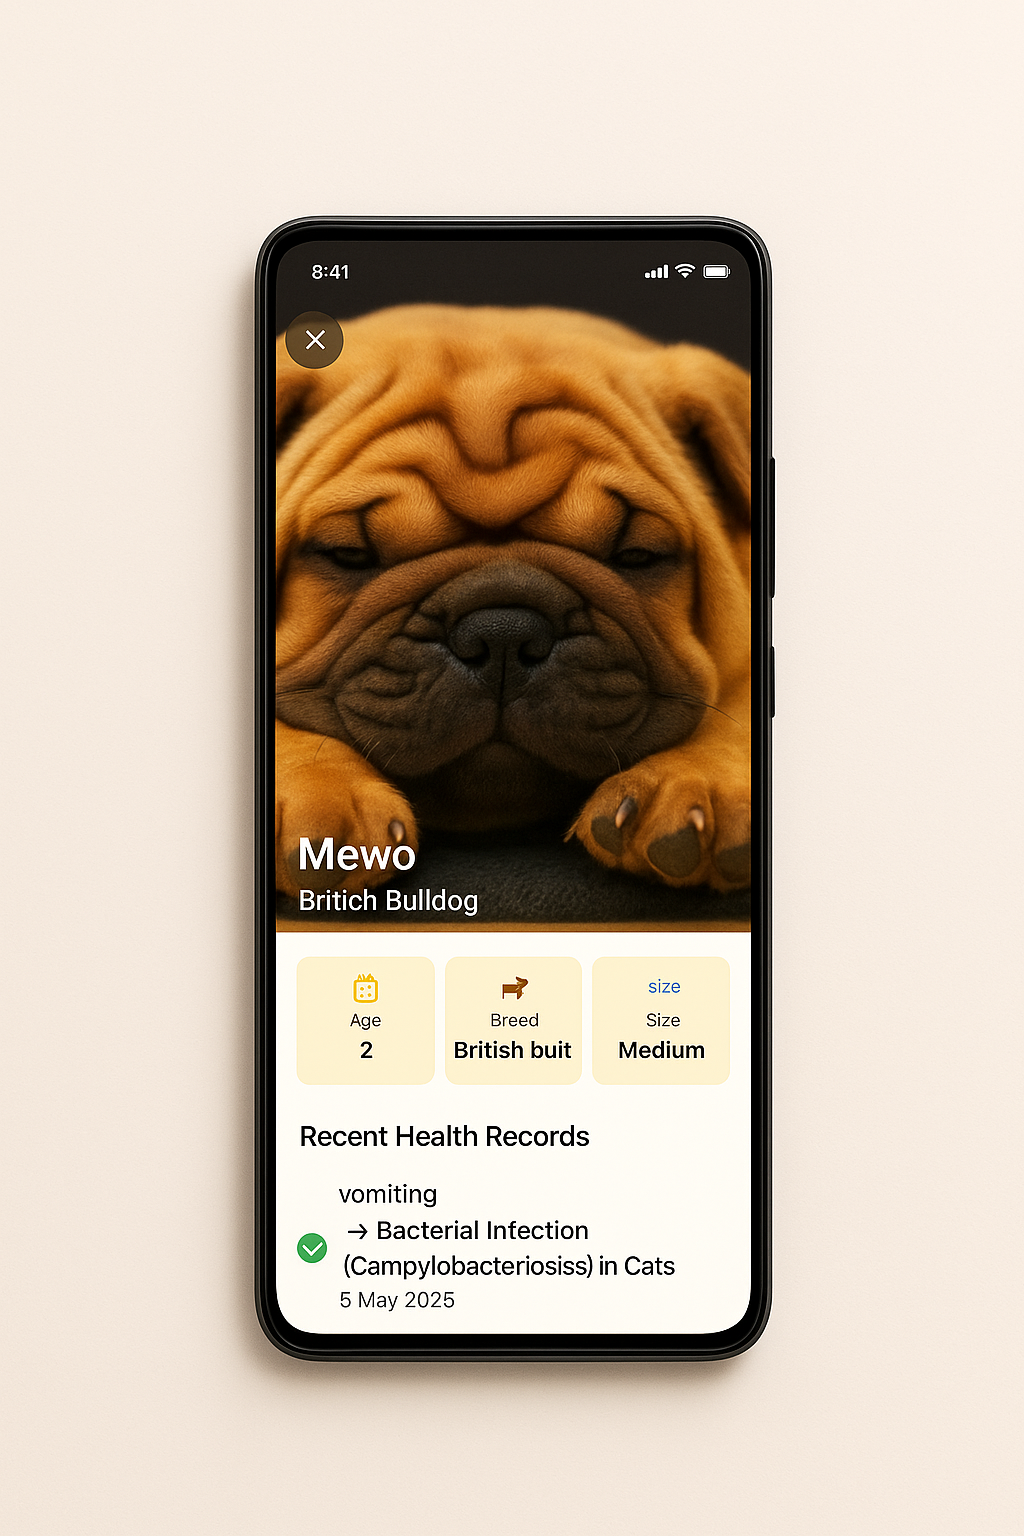 8:41
Mewo
Britich Bulldog
size
Age
Breed
Size
2
British buit
Medium
Recent Health Records
vomiting
→ Bacterial Infection
(Campylobacteriosiss) in Cats
5 May 2025